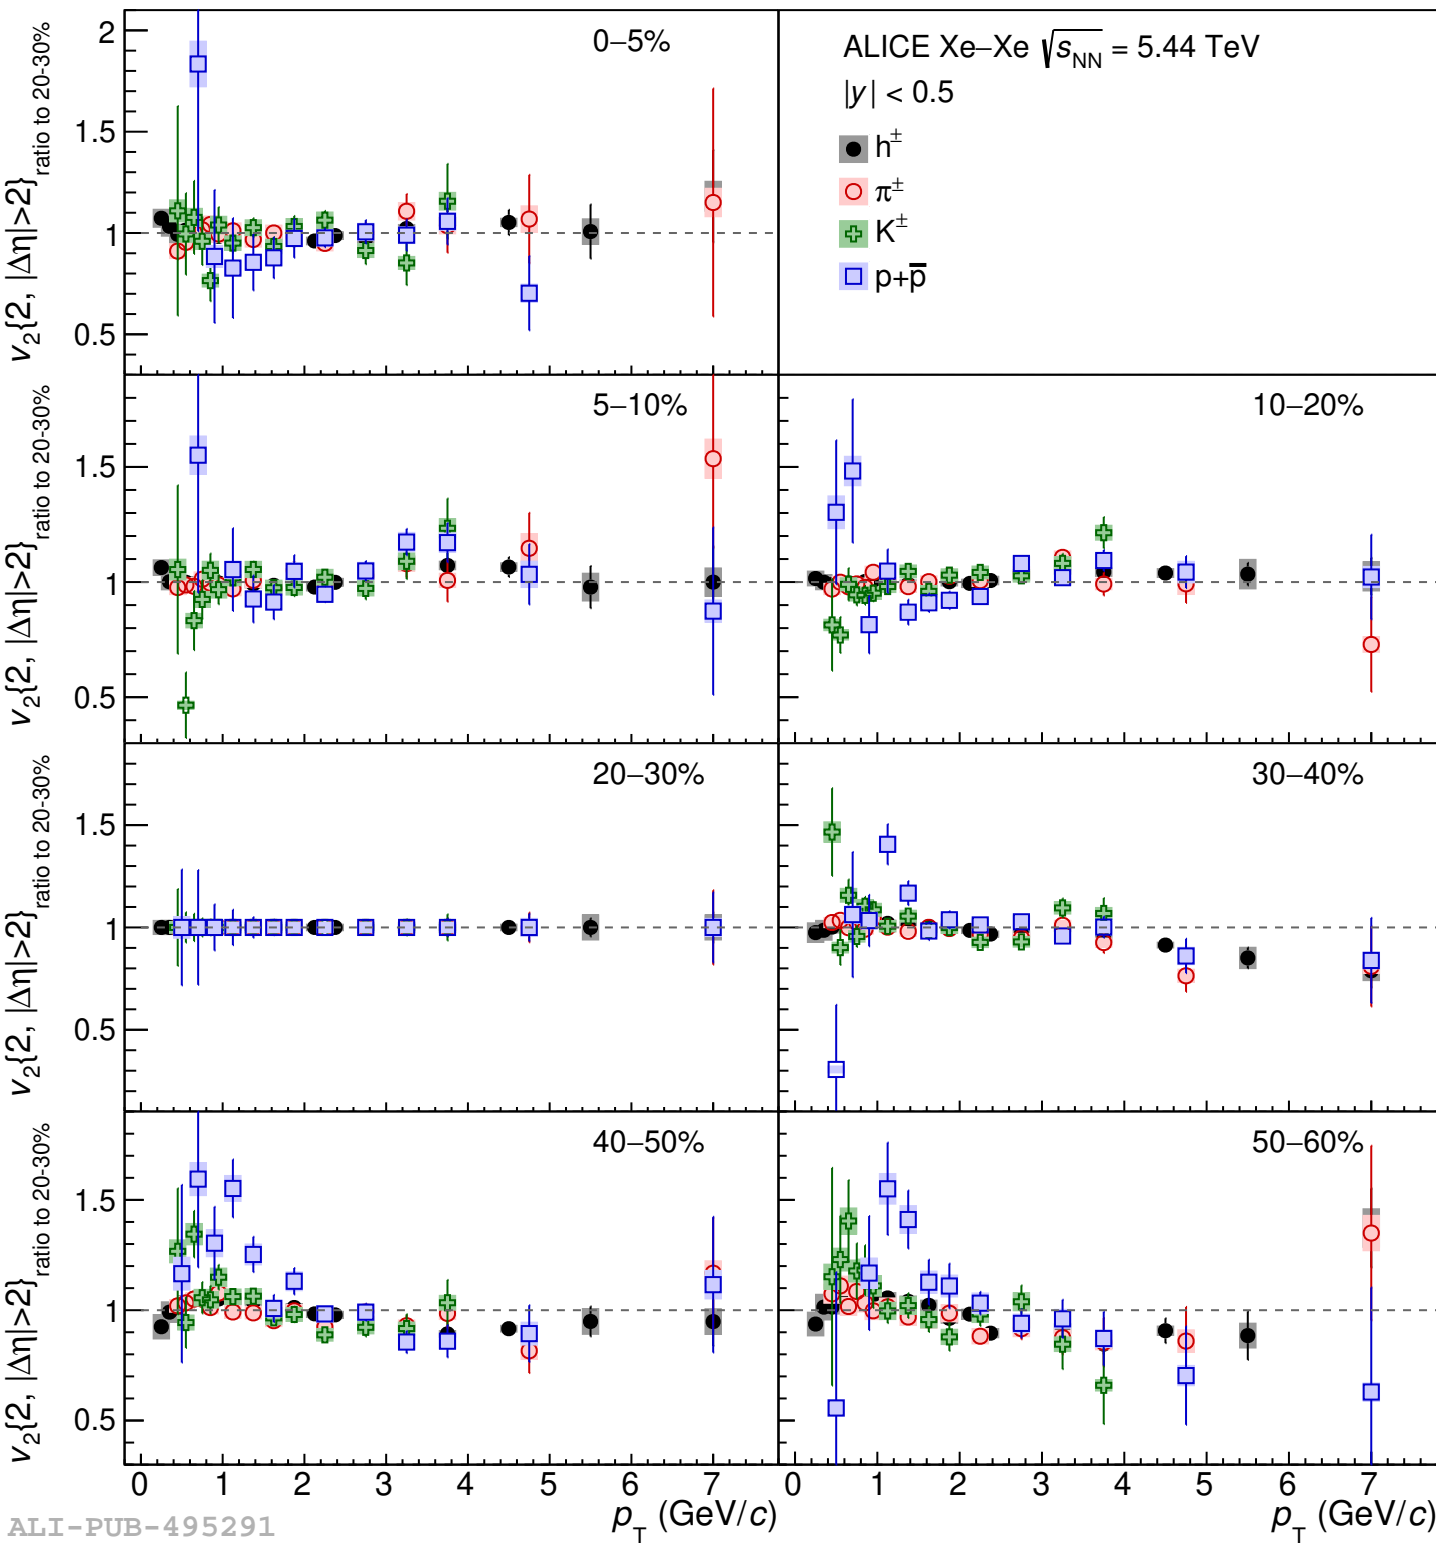 0–5%
ALICE Xe–Xe √s_NN = 5.44 TeV
|y| < 0.5
h±
π±
K±
p+p̅
v₂{2, |Δη|>2} ratio to 20-30%
2
1.5
1
0.5
5–10%
10–20%
v₂{2, |Δη|>2} ratio to 20-30%
1.5
1
0.5
20–30%
30–40%
v₂{2, |Δη|>2} ratio to 20-30%
1.5
1
0.5
40–50%
50–60%
v₂{2, |Δη|>2} ratio to 20-30%
1.5
1
0.5
0 1 2 3 4 5 6 7
0 1 2 3 4 5 6 7
p_T (GeV/c)
p_T (GeV/c)
ALI-PUB-495291